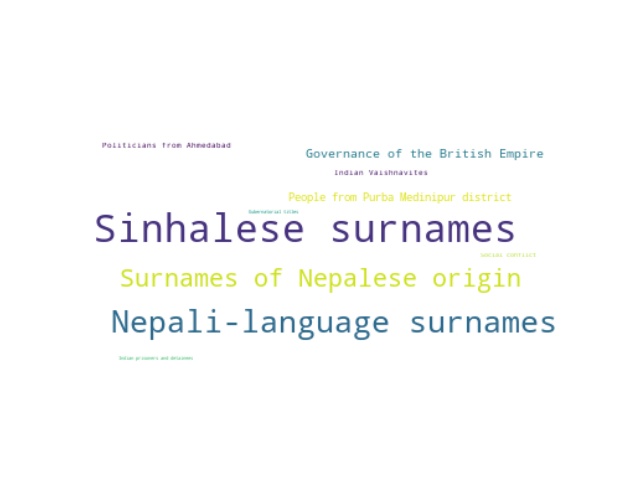 Politicians from Ahmedabad
Governance of the British Empire
Indian Vaishnavites
People from Purba Medinipur district
Gubernatorial titles
Sinhalese surnames
Social conflict
Surnames of Nepalese origin
Nepali-language surnames
Indian prisoners and detainees